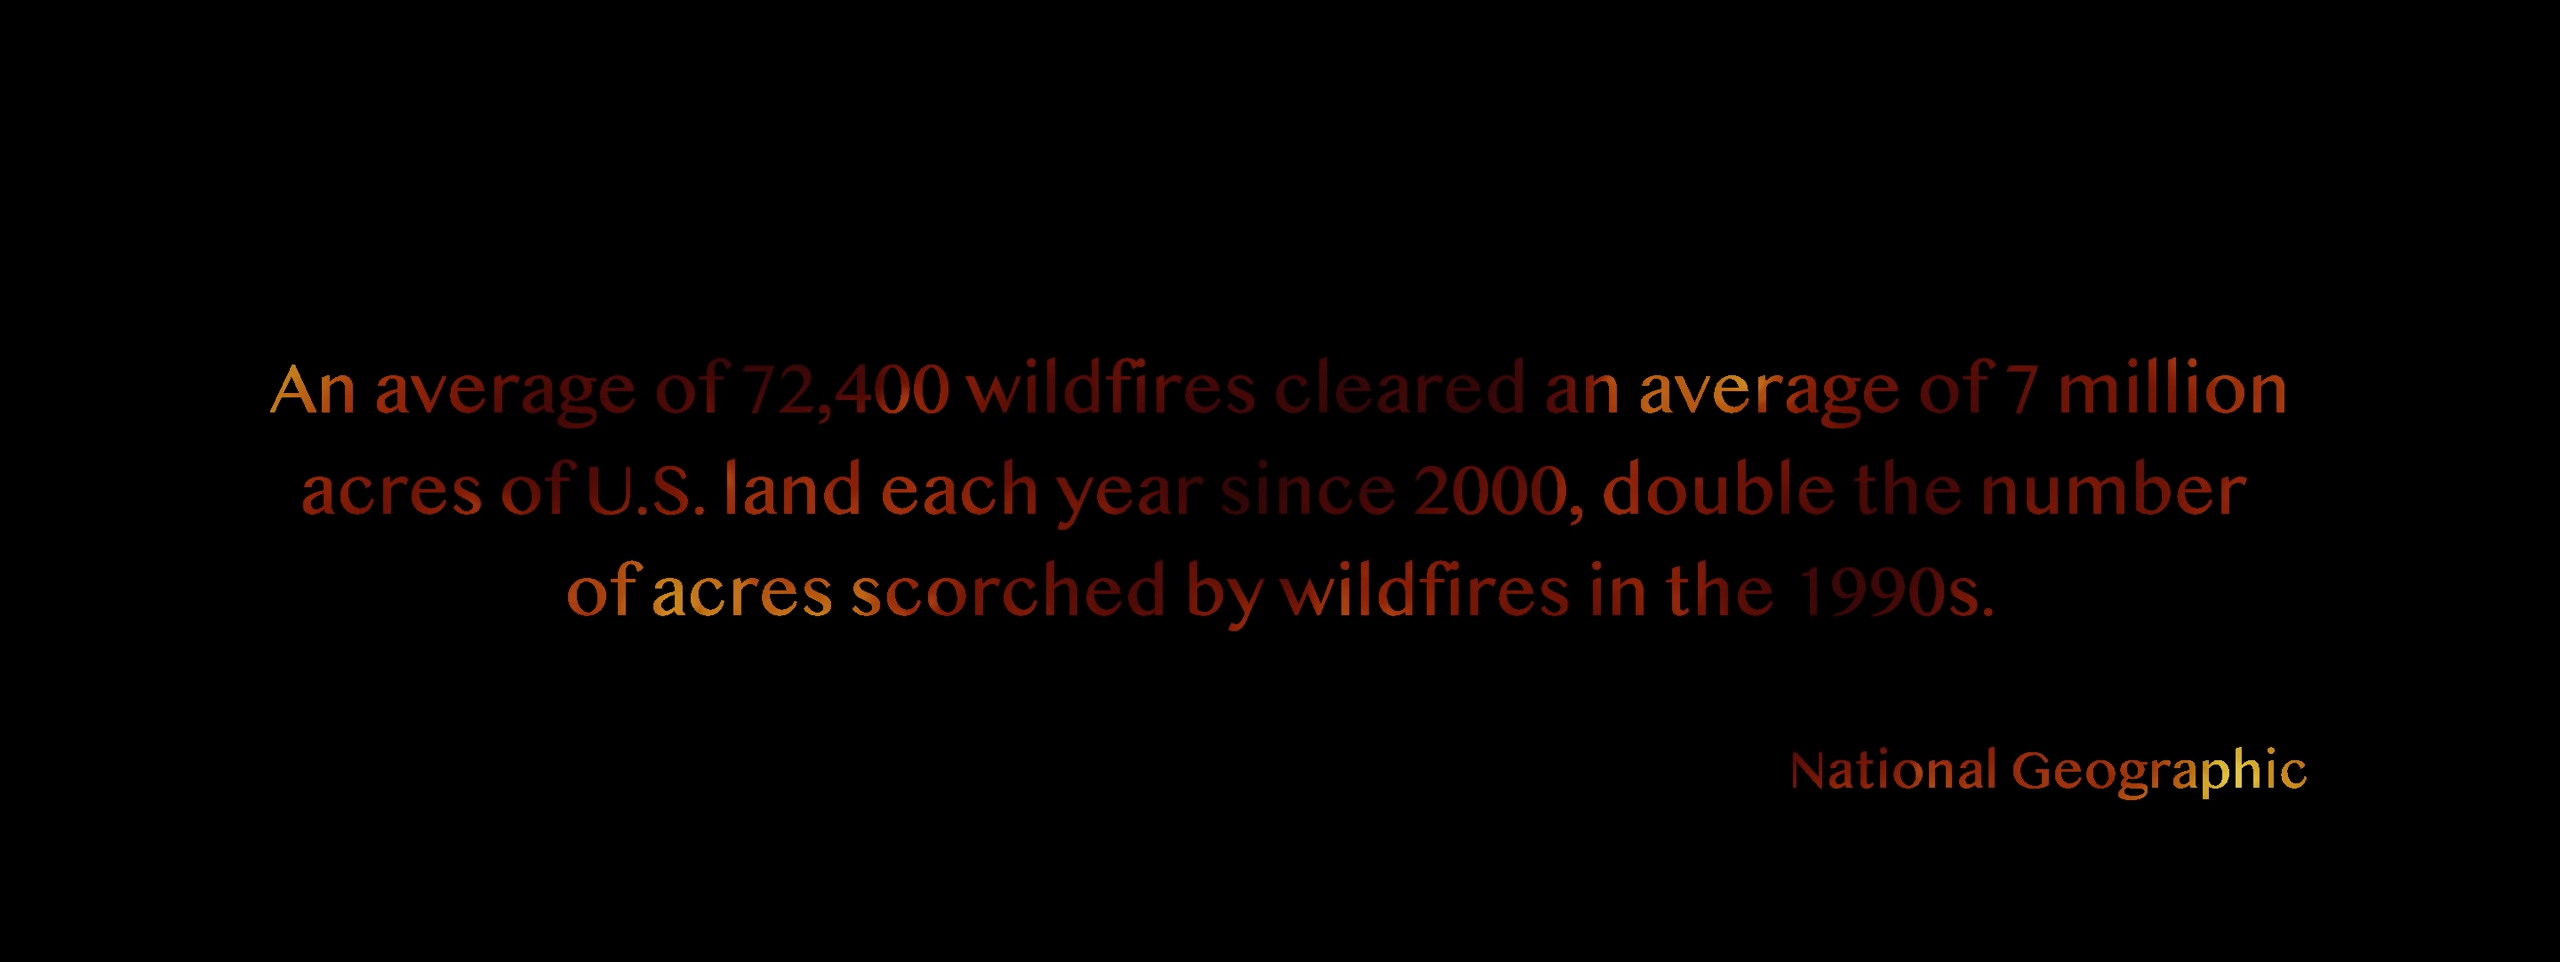 An average of 72,400 wildfires cleared an average of 7 million
acres of U.S. land each year since 2000, double the number
of acres scorched by wildfires in the 1990s.
National Geographic